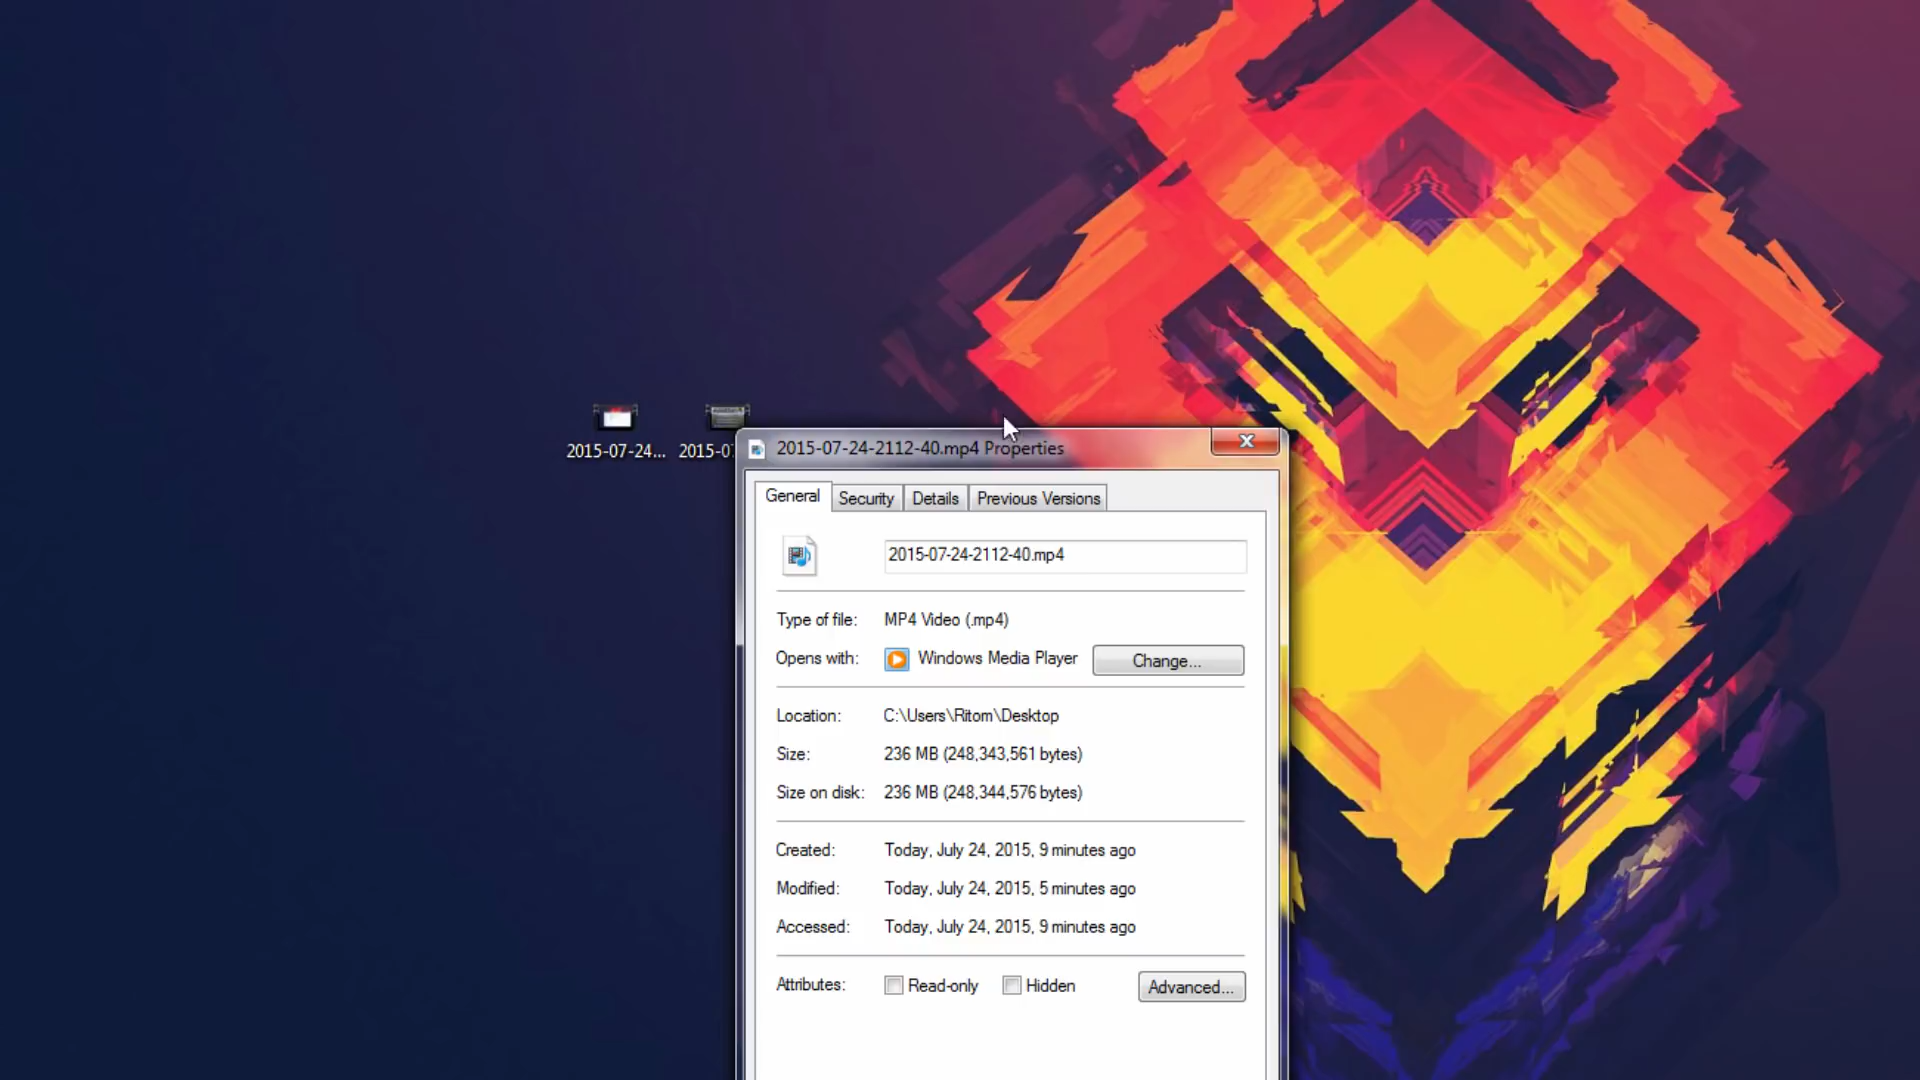 2015-07-24...
2015-07
2015-07-24-2112-40.mp4 Properties
General
Security
Details
Previous Versions
2015-07-24-2112-40.mp4
Type of file: MP4 Video (.mp4)
Opens with: Windows Media Player Change...
Location: C:\Users\Ritom\Desktop
Size: 236 MB (248,343,561 bytes)
Size on disk: 236 MB (248,344,576 bytes)
Created: Today, July 24, 2015, 9 minutes ago
Modified: Today, July 24, 2015, 5 minutes ago
Accessed: Today, July 24, 2015, 9 minutes ago
Attributes: Read-only Hidden Advanced...